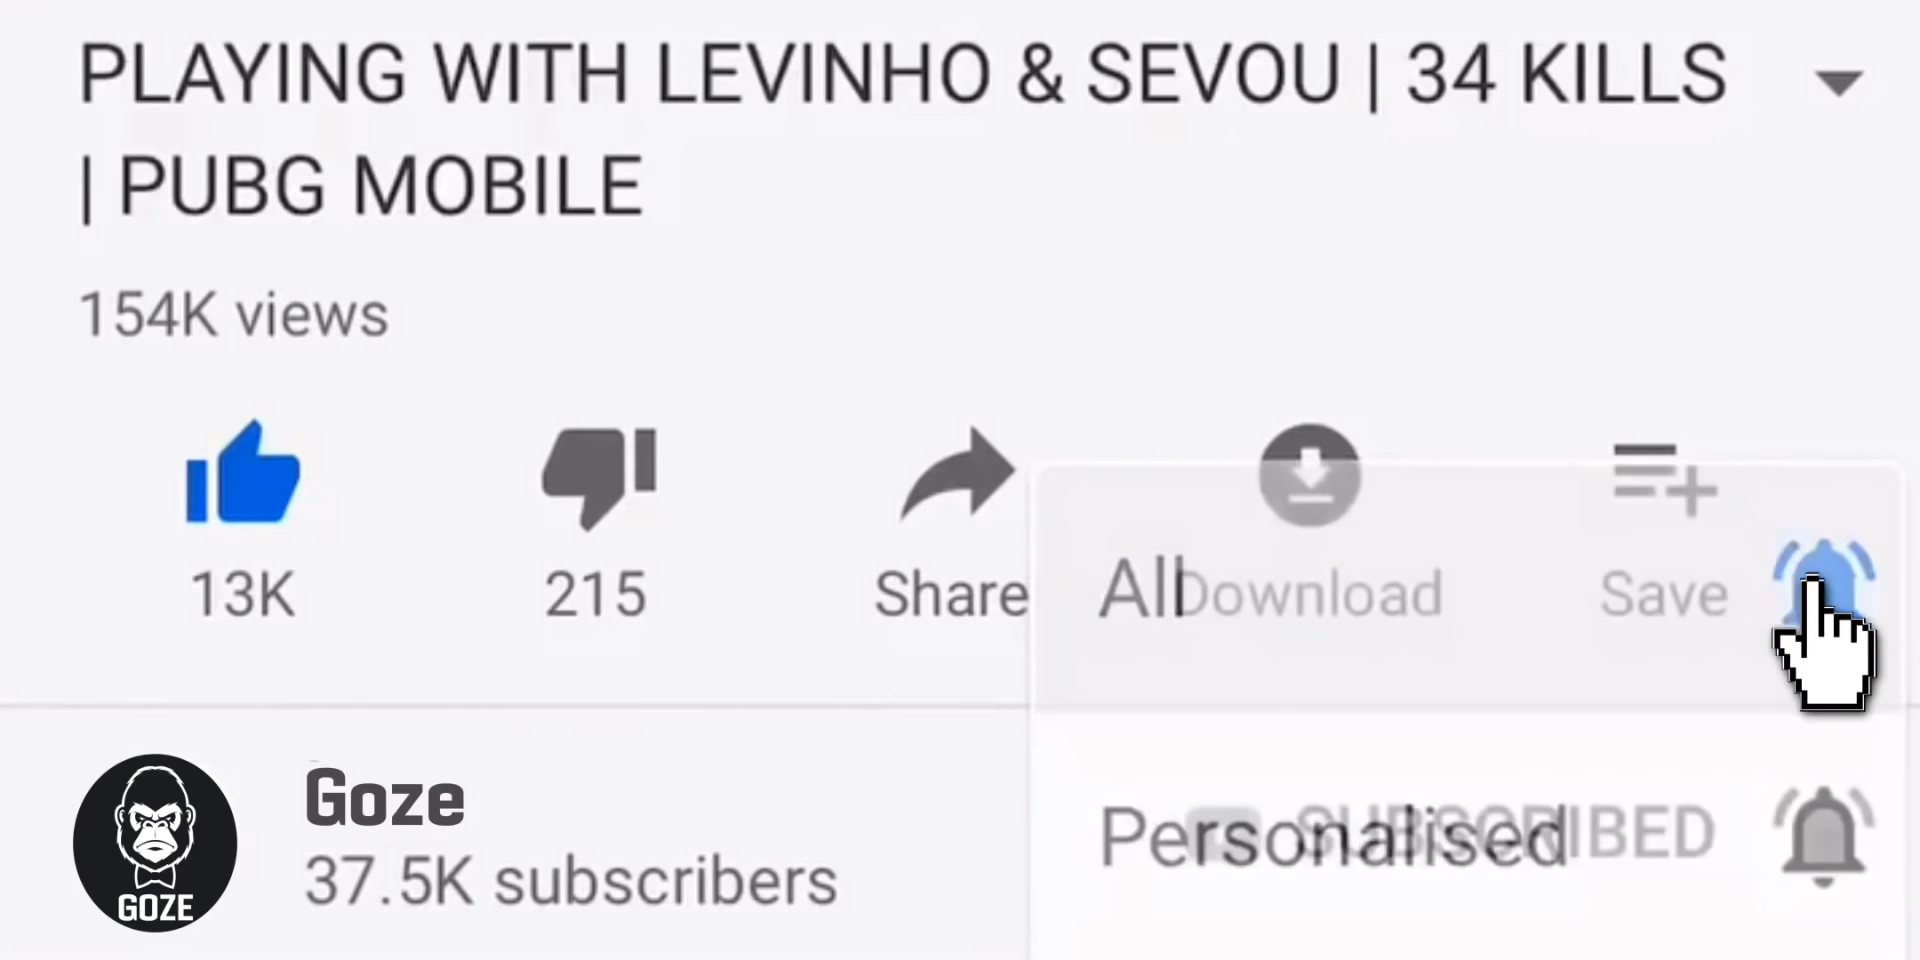 PLAYING WITH LEVINHO & SEVOU | 34 KILLS
| PUBG MOBILE
154K views
13K
215
Share
Download
Save
All
Goze
37.5K subscribers
GOZE
SUBSCRIBED
Personalised